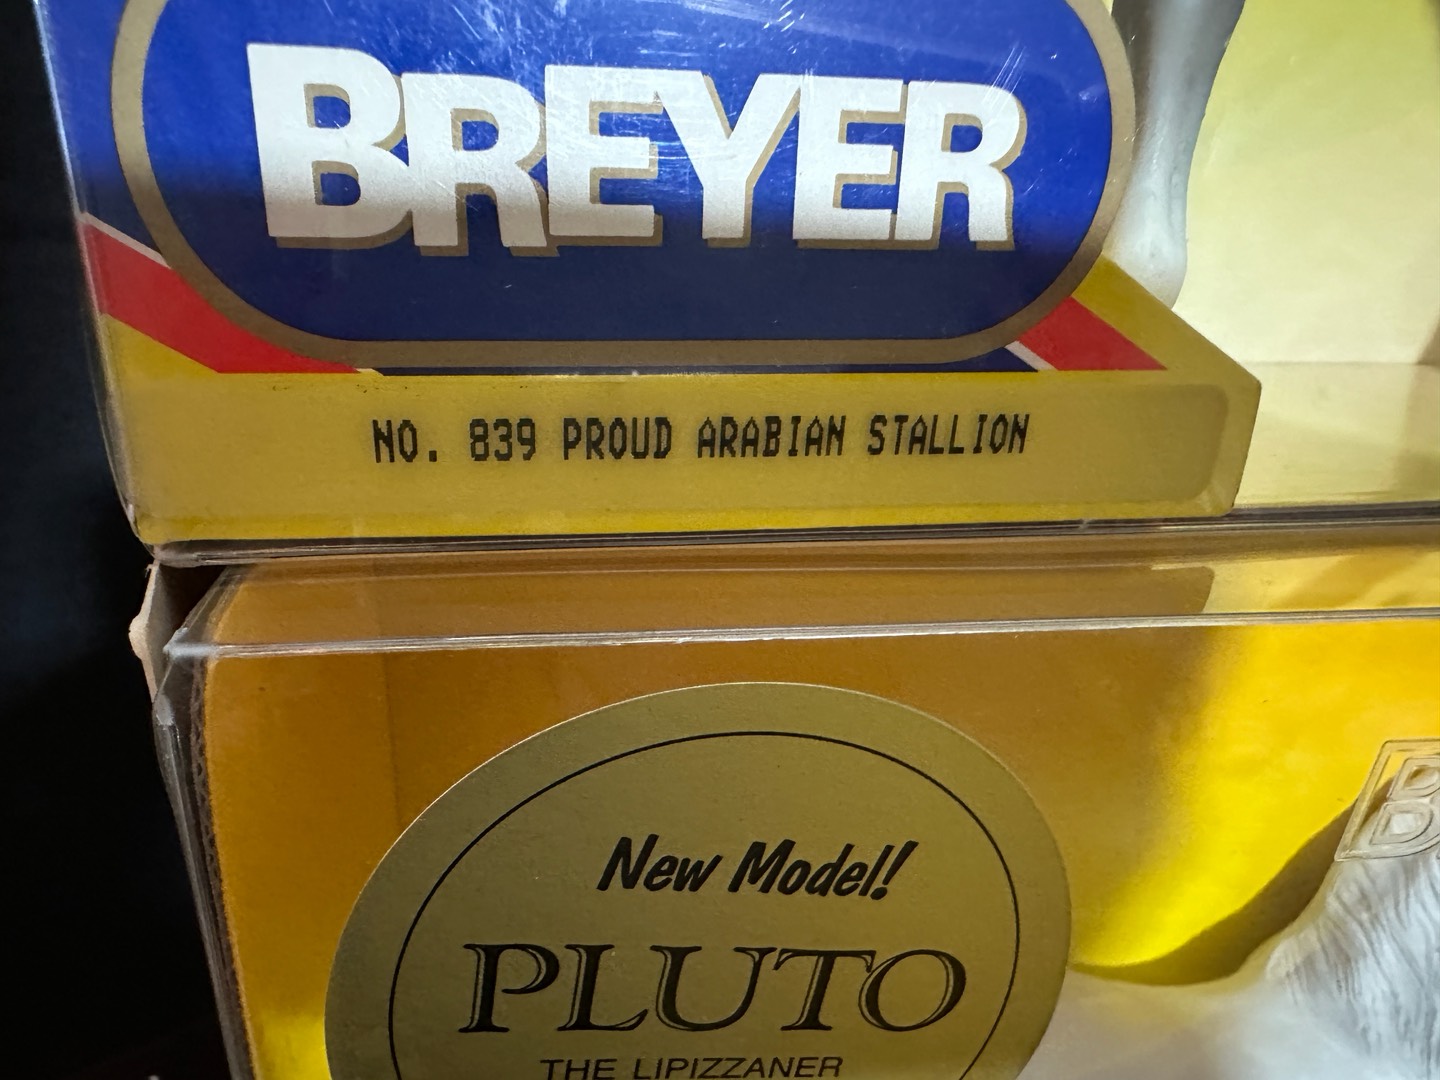 BREYER
NO. 839 PROUD ARABIAN STALLION
New Model!
PLUTO
THE LIPIZZANER